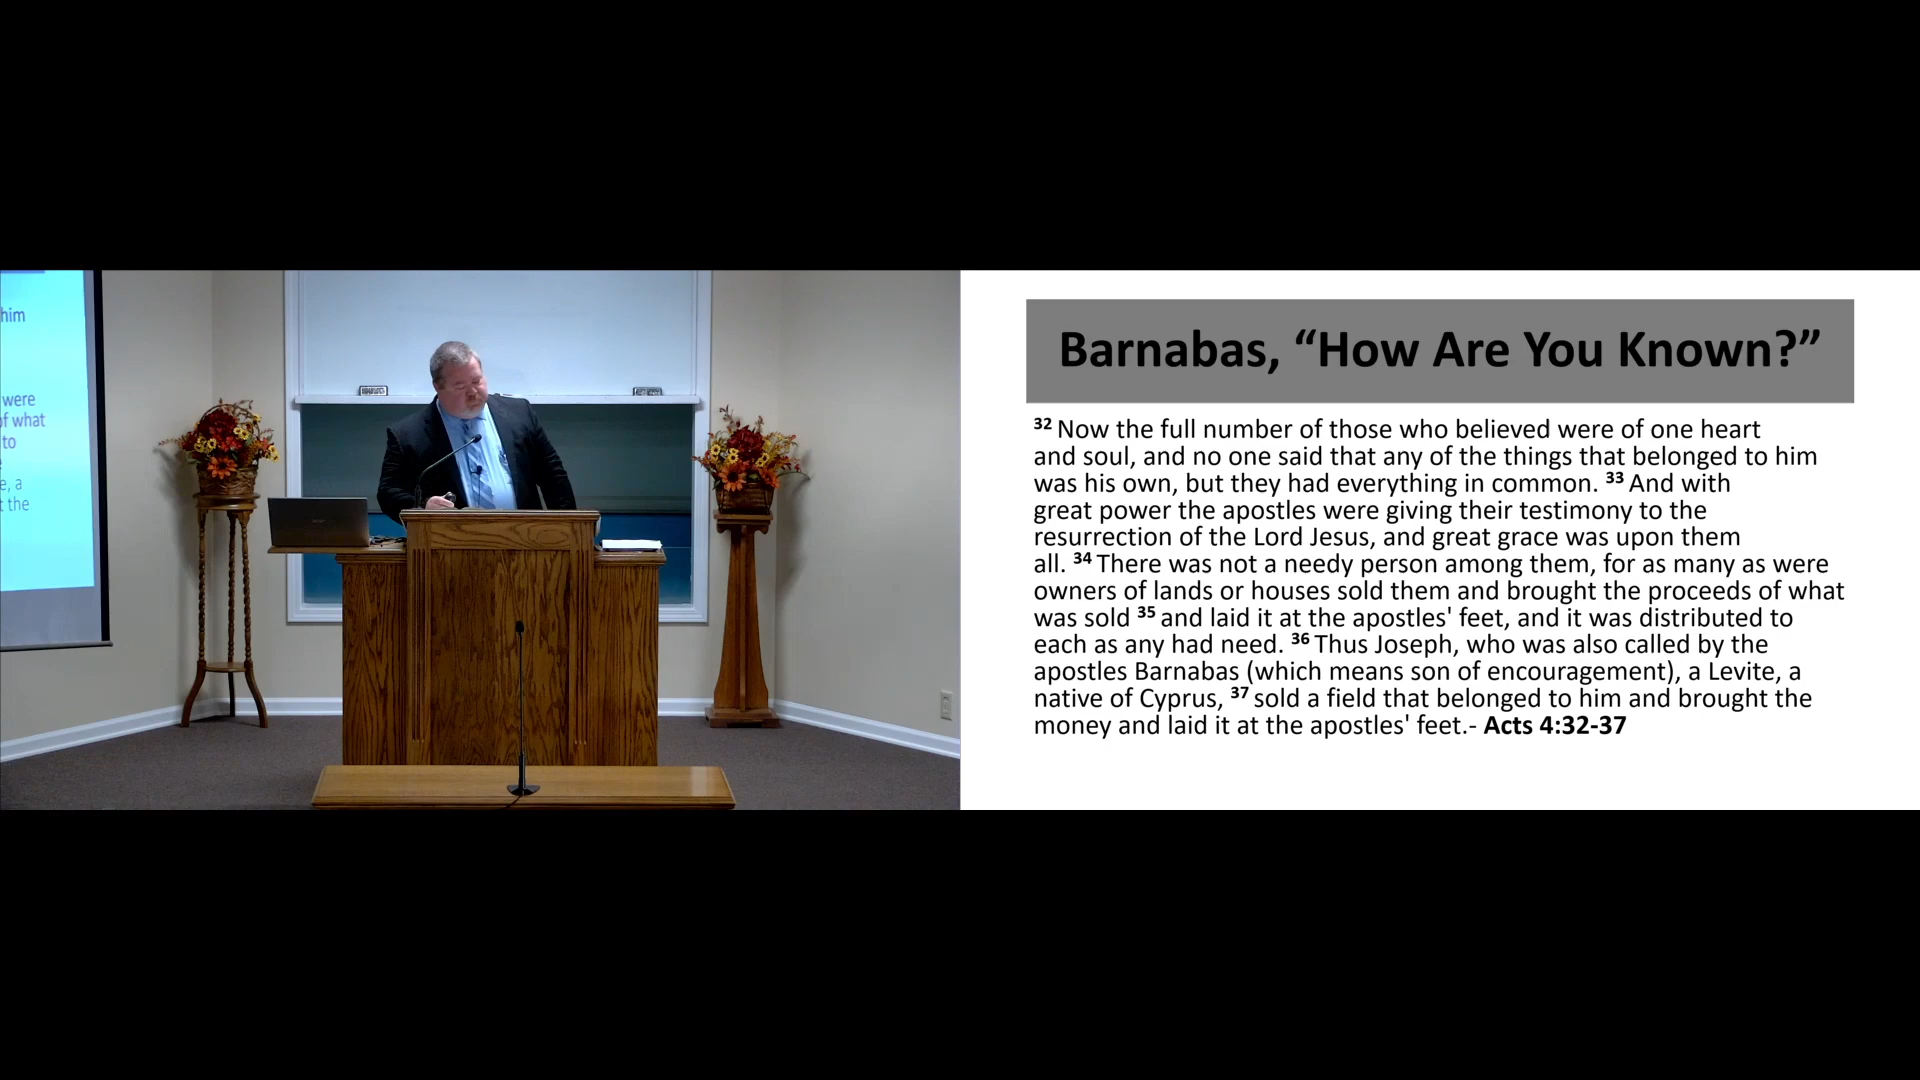 him
were
of what
to
e, a
t the
Barnabas, “How Are You Known?”
32 Now the full number of those who believed were of one heart
and soul, and no one said that any of the things that belonged to him
was his own, but they had everything in common. 33 And with
great power the apostles were giving their testimony to the
resurrection of the Lord Jesus, and great grace was upon them
all. 34 There was not a needy person among them, for as many as were
owners of lands or houses sold them and brought the proceeds of what
was sold 35 and laid it at the apostles' feet, and it was distributed to
each as any had need. 36 Thus Joseph, who was also called by the
apostles Barnabas (which means son of encouragement), a Levite, a
native of Cyprus, 37 sold a field that belonged to him and brought the
money and laid it at the apostles' feet.- Acts 4:32-37